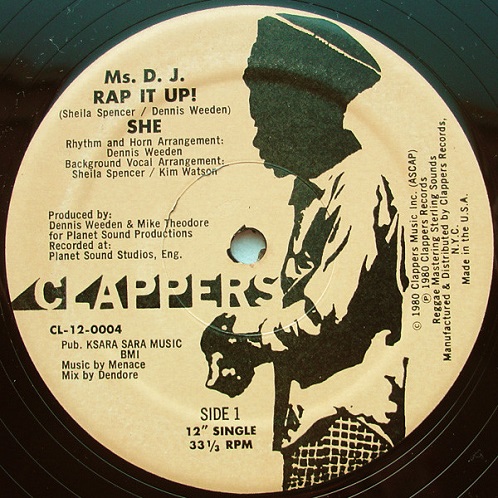 Ms. D. J.
RAP IT UP!
(Sheila Spencer / Dennis Weeden)
SHE
Rhythm and Horn Arrangement:
Dennis Weeden
Background Vocal Arrangement:
Sheila Spencer / Kim Watson
Produced by:
Dennis Weeden & Mike Theodore
for Planet Sound Productions
Recorded at:
Planet Sound Studios, Eng.
CLAPPERS
CL-12-0004
Pub. KSARA SARA MUSIC
BMI
Music by Menace
Mix by Dendore
SIDE 1
12" SINGLE
33 1/3 RPM
© 1980 Clappers Music Inc. (ASCAP)
℗ 1980 Clappers Records
Reggae Mastering Sterling Sounds
Manufactured & Distributed by Clappers Records,
N.Y.C.
Made in the U.S.A.